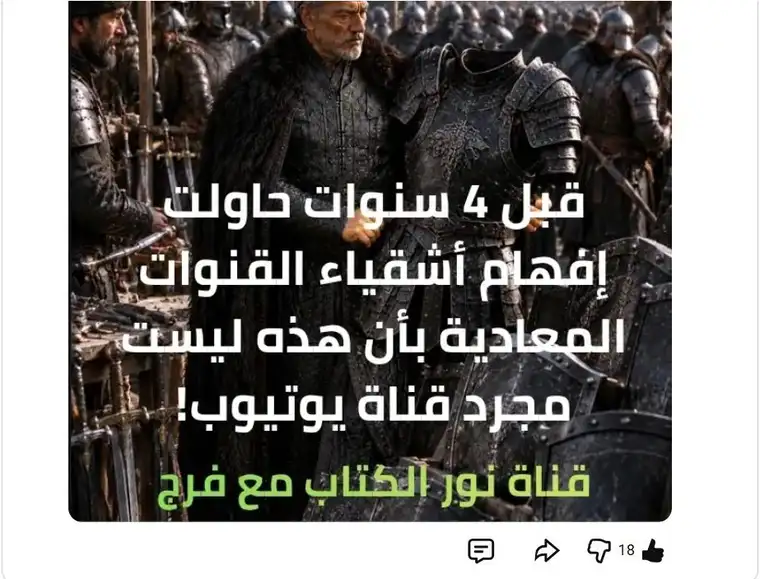 قبل 4 سنوات حاولت
إفهام أشقياء القنوات
المعادية بأن هذه ليست
مجرد قناة يوتيوب!
قناة نور الكتاب مع فرج
18